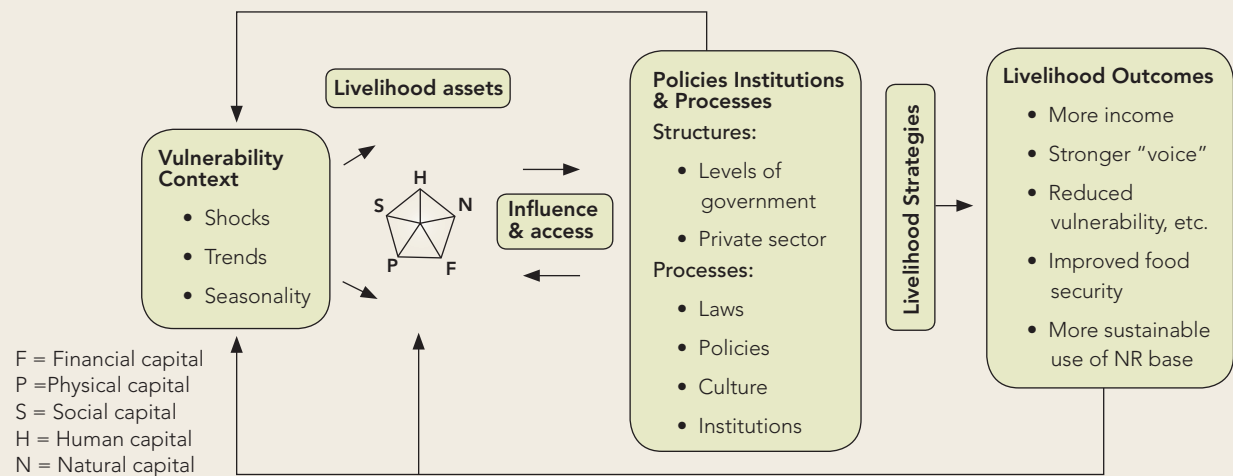 Livelihood assets
Vulnerability
Context
• Shocks
• Trends
• Seasonality
H
S
N
P
F
Influence
& access
Policies Institutions
& Processes
Structures:
• Levels of
government
• Private sector
Processes:
• Laws
• Policies
• Culture
• Institutions
Livelihood Strategies
Livelihood Outcomes
• More income
• Stronger “voice”
• Reduced
vulnerability, etc.
• Improved food
security
• More sustainable
use of NR base
F = Financial capital
P =Physical capital
S = Social capital
H = Human capital
N = Natural capital